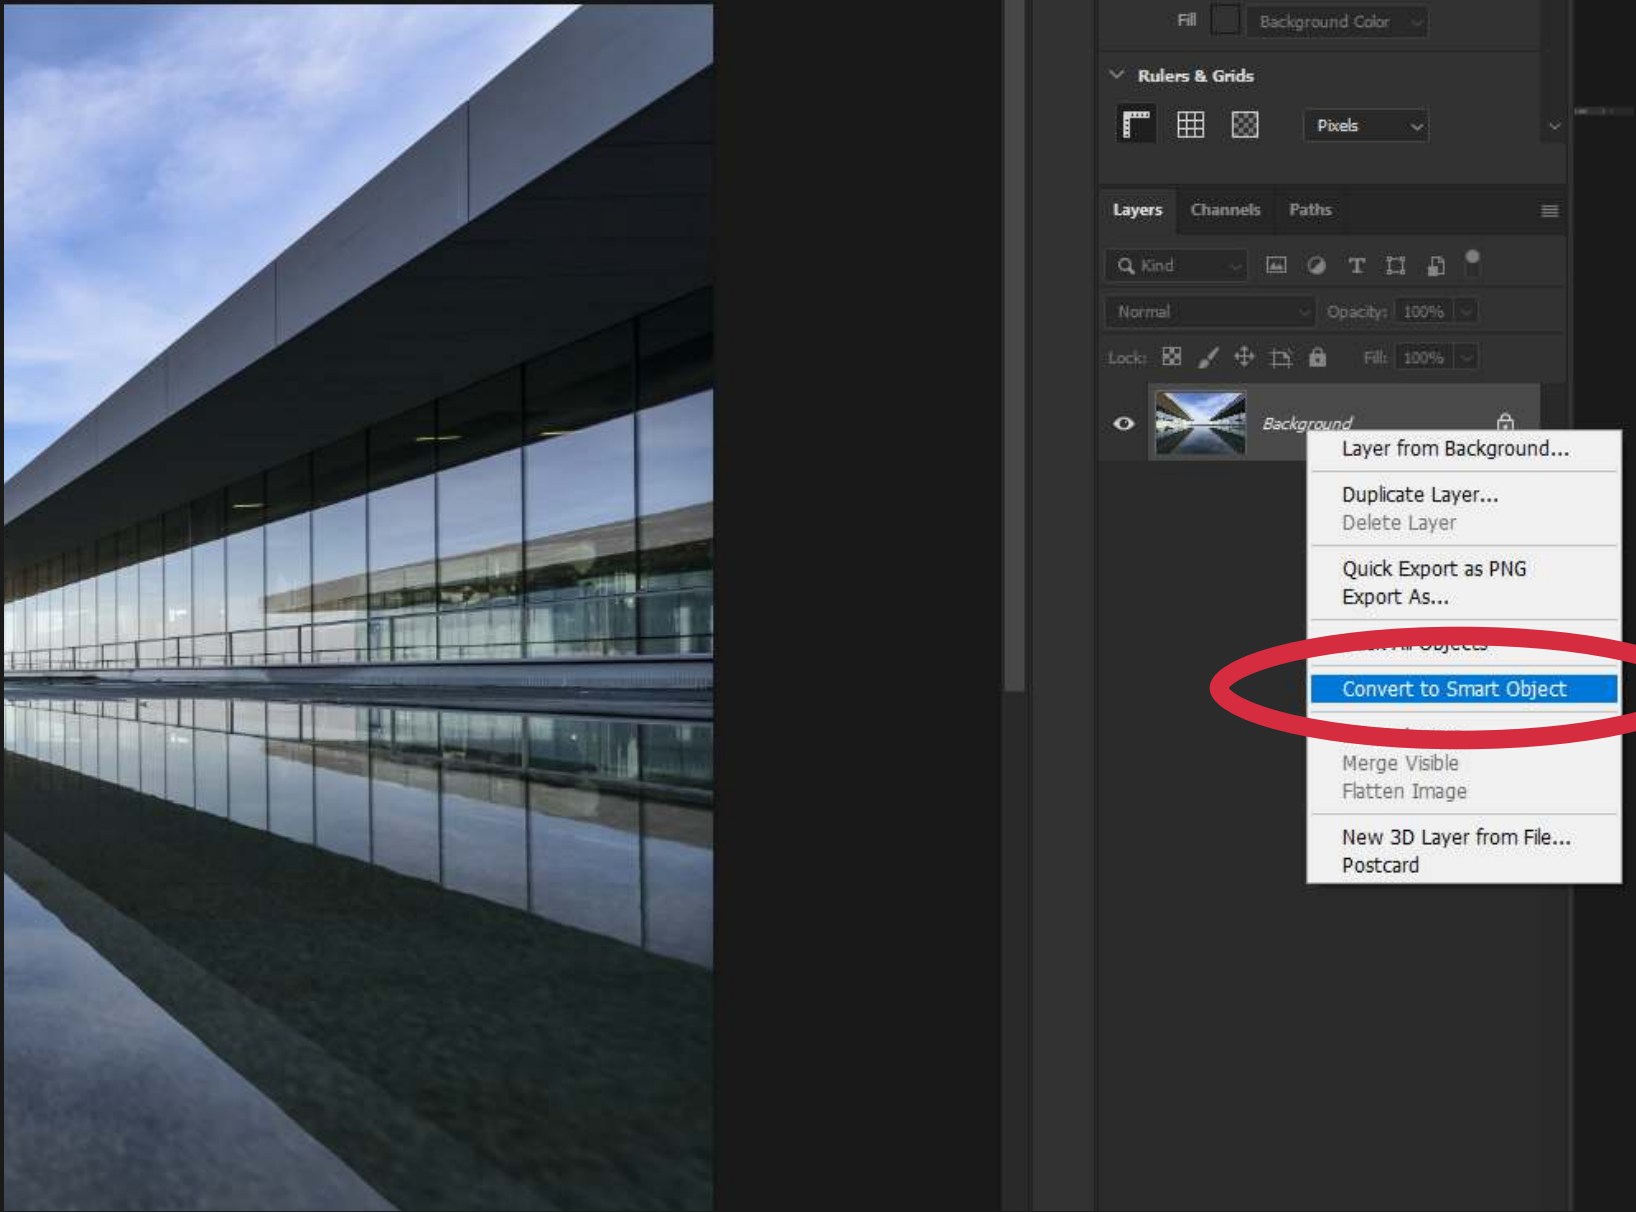 Fill Background Color
Rulers & Grids
Pixels
Layers Channels Paths
Kind T
Normal Opacity: 100%
Lock: Fill: 100%
Background
Layer from Background...
Duplicate Layer...
Delete Layer
Quick Export as PNG
Export As...
All Objects
Convert to Smart Object
Merge Visible
Flatten Image
New 3D Layer from File...
Postcard